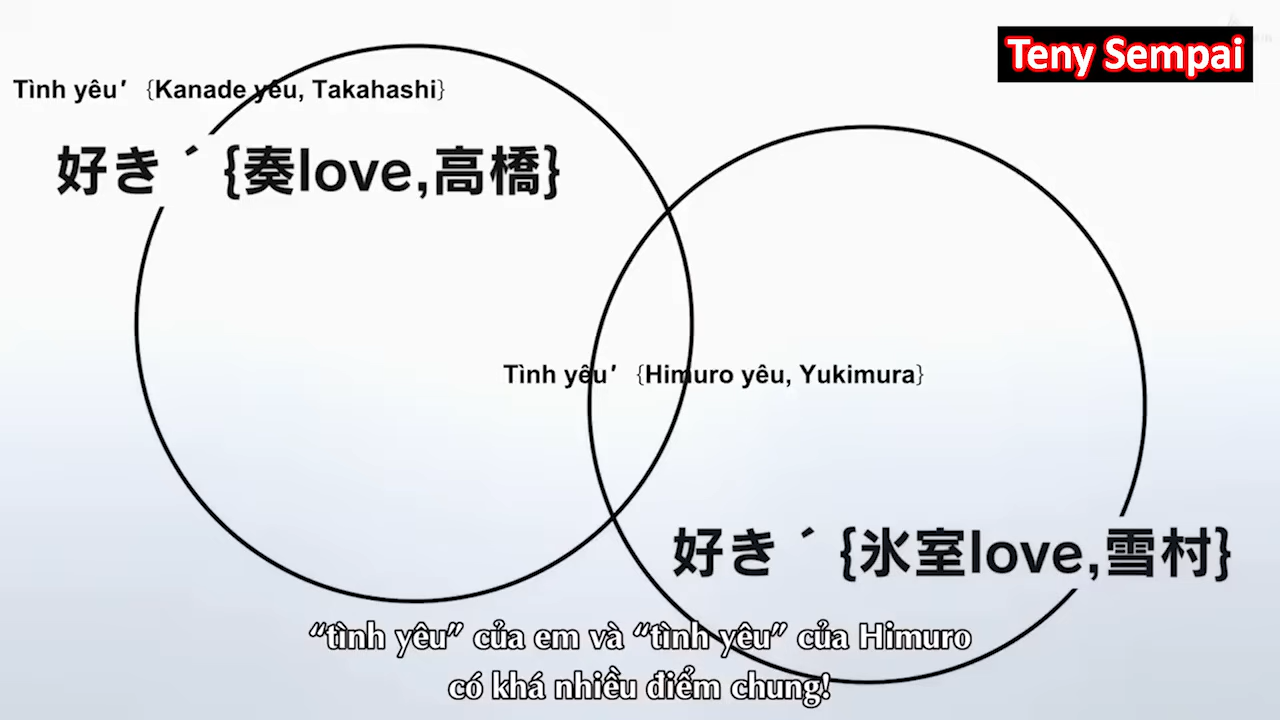 Teny Sempai
Tình yêu′ {Kanade yêu, Takahashi}
好き´{奏love,高橋}
Tình yêu′ {Himuro yêu, Yukimura}
好き´{氷室love,雪村}
“tình yêu” của em và “tình yêu” của Himuro
có khá nhiều điểm chung!